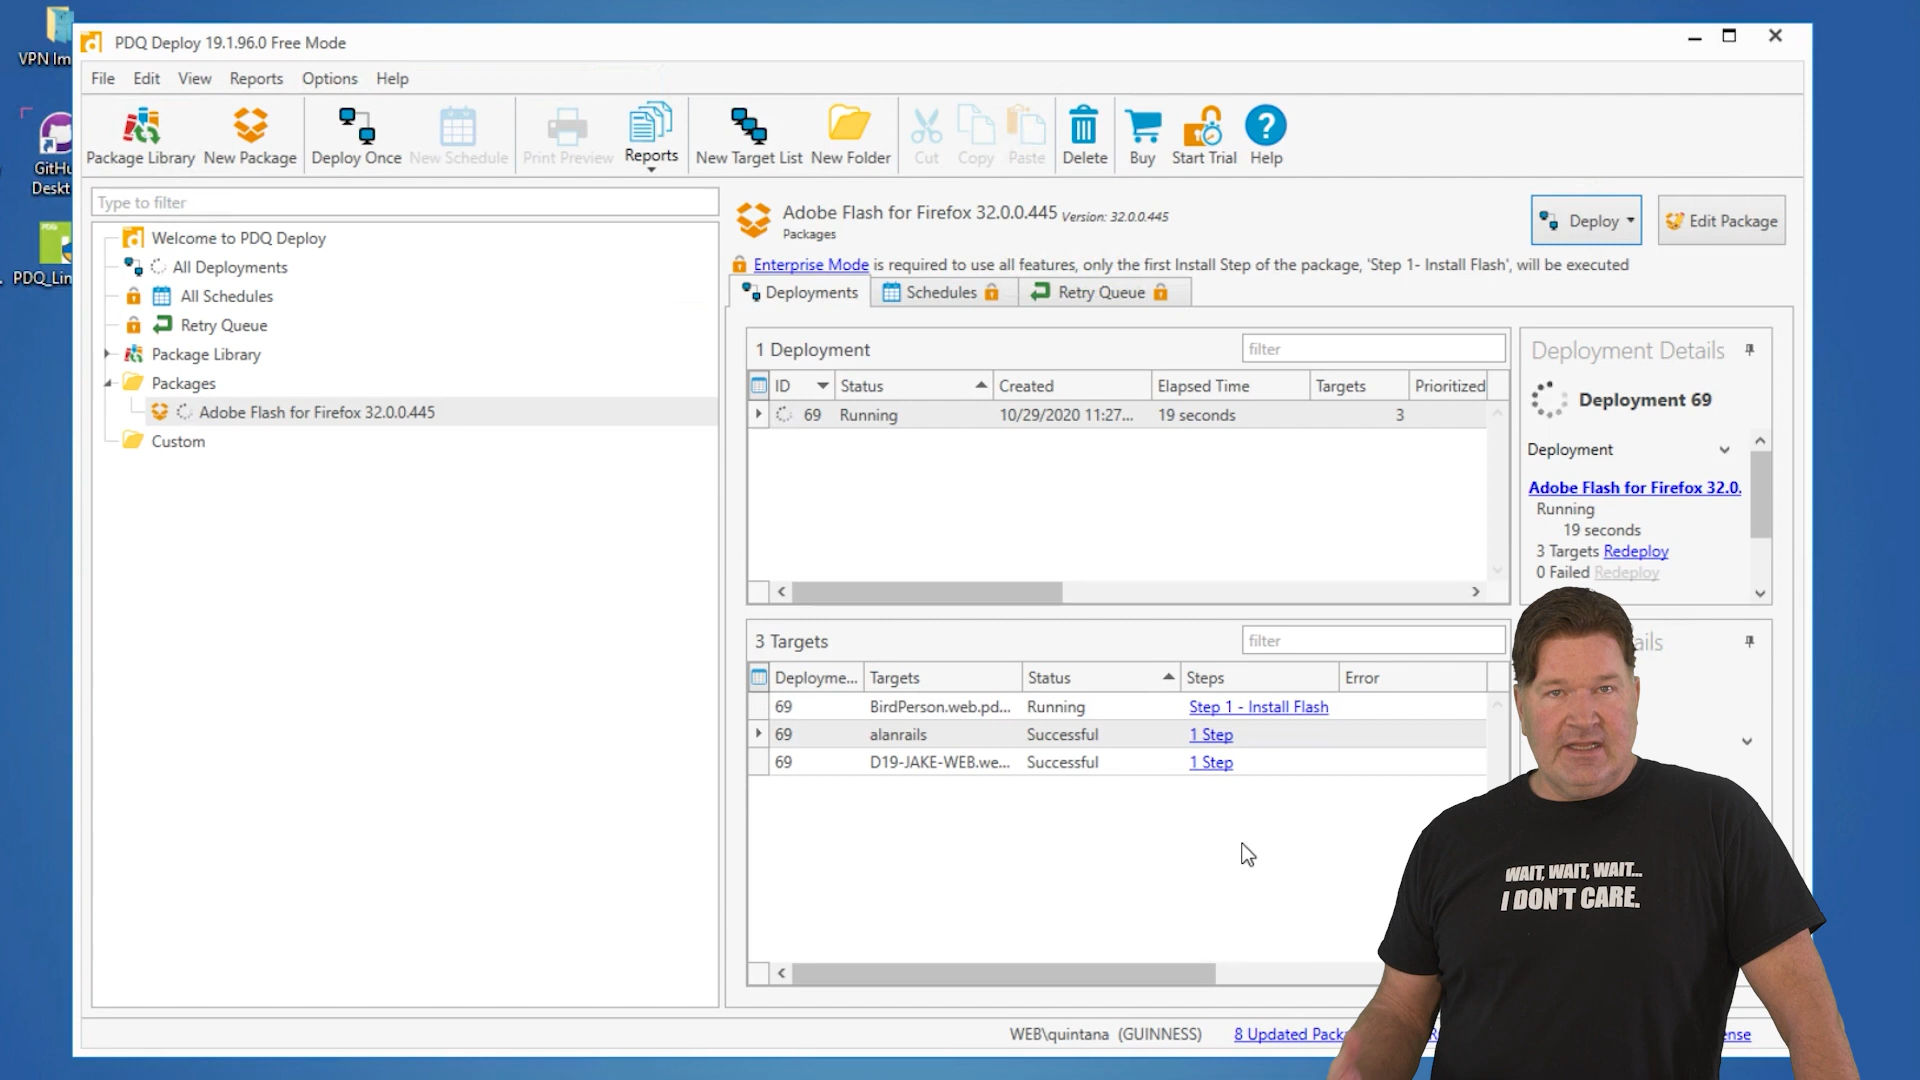 VPN Im
GitHu
Deskt
PDQ_Lin
PDQ Deploy 19.1.96.0 Free Mode
File Edit View Reports Options Help
Package Library New Package Deploy Once New Schedule Print Preview Reports New Target List New Folder Cut Copy Paste Delete Buy Start Trial Help
Type to filter
Welcome to PDQ Deploy
All Deployments
All Schedules
Retry Queue
Package Library
Packages
Adobe Flash for Firefox 32.0.0.445
Custom
Adobe Flash for Firefox 32.0.0.445 Version: 32.0.0.445
Packages
Deploy Edit Package
Enterprise Mode is required to use all features, only the first Install Step of the package, 'Step 1- Install Flash', will be executed
Deployments Schedules Retry Queue
1 Deployment filter
ID Status Created Elapsed Time Targets Prioritized
69 Running 10/29/2020 11:27... 19 seconds 3
Deployment Details
Deployment 69
Deployment
Adobe Flash for Firefox 32.0.
Running
19 seconds
3 Targets Redeploy
0 Failed Redeploy
3 Targets filter
Deployme... Targets Status Steps Error
69 BirdPerson.web.pd... Running Step 1 - Install Flash
69 alanrails Successful 1 Step
69 D19-JAKE-WEB.we... Successful 1 Step
ails
WAIT, WAIT, WAIT...
I DON'T CARE.
WEB\quintana (GUINNESS) 8 Updated Pack
ense